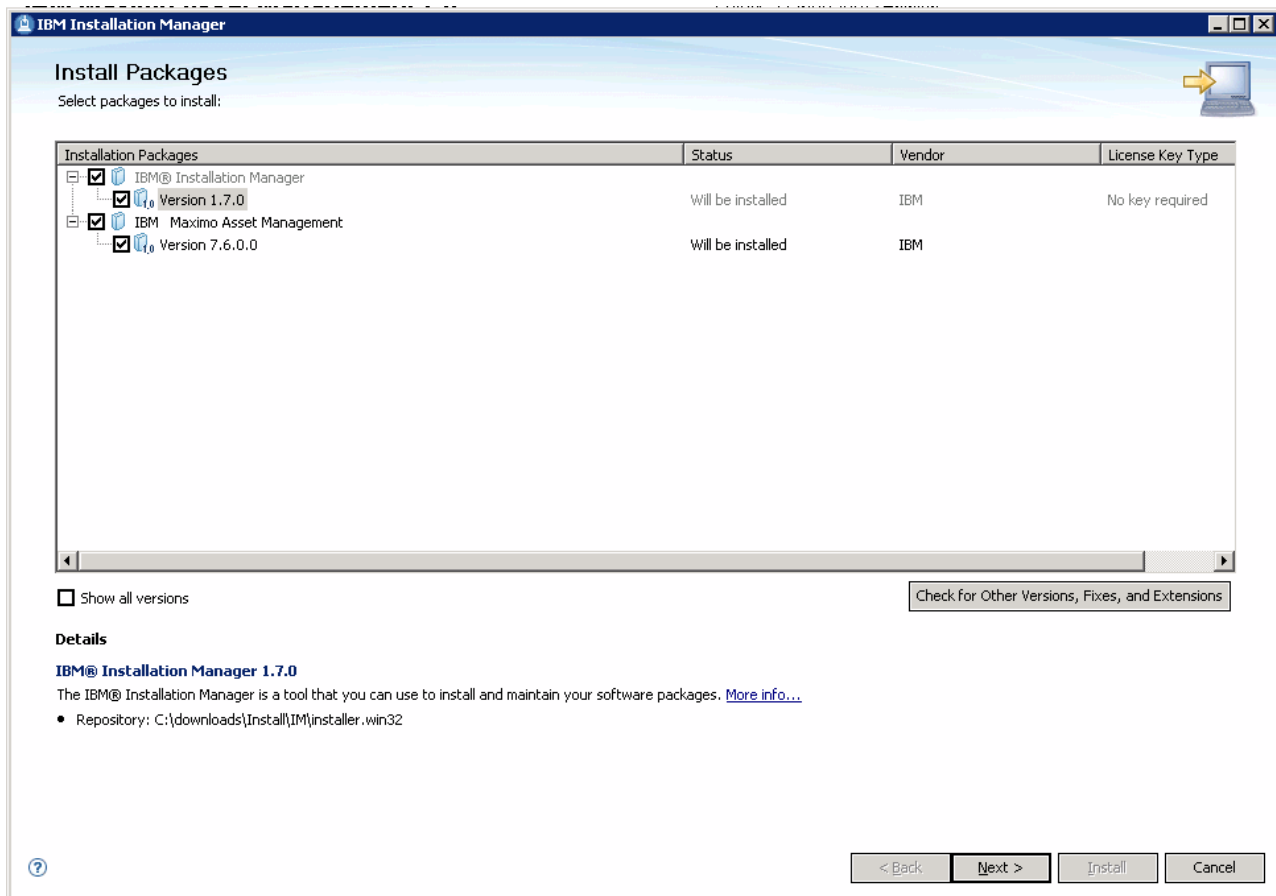 IBM Installation Manager
Install Packages
Select packages to install:
Installation Packages Status Vendor License Key Type
IBM® Installation Manager
Version 1.7.0 Will be installed IBM No key required
IBM Maximo Asset Management
Version 7.6.0.0 Will be installed IBM
Show all versions
Check for Other Versions, Fixes, and Extensions
Details
IBM® Installation Manager 1.7.0
The IBM® Installation Manager is a tool that you can use to install and maintain your software packages. More info...
• Repository: C:\downloads\Install\IM\installer.win32
? < Back Next > Install Cancel